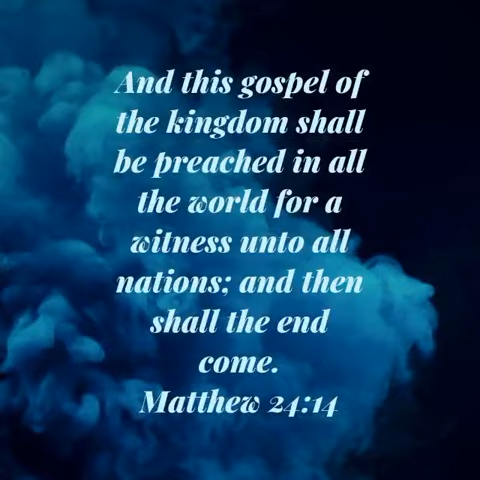 And this gospel of
the kingdom shall
be preached in all
the world for a
witness unto all
nations; and then
shall the end
come.
Matthew 24:14